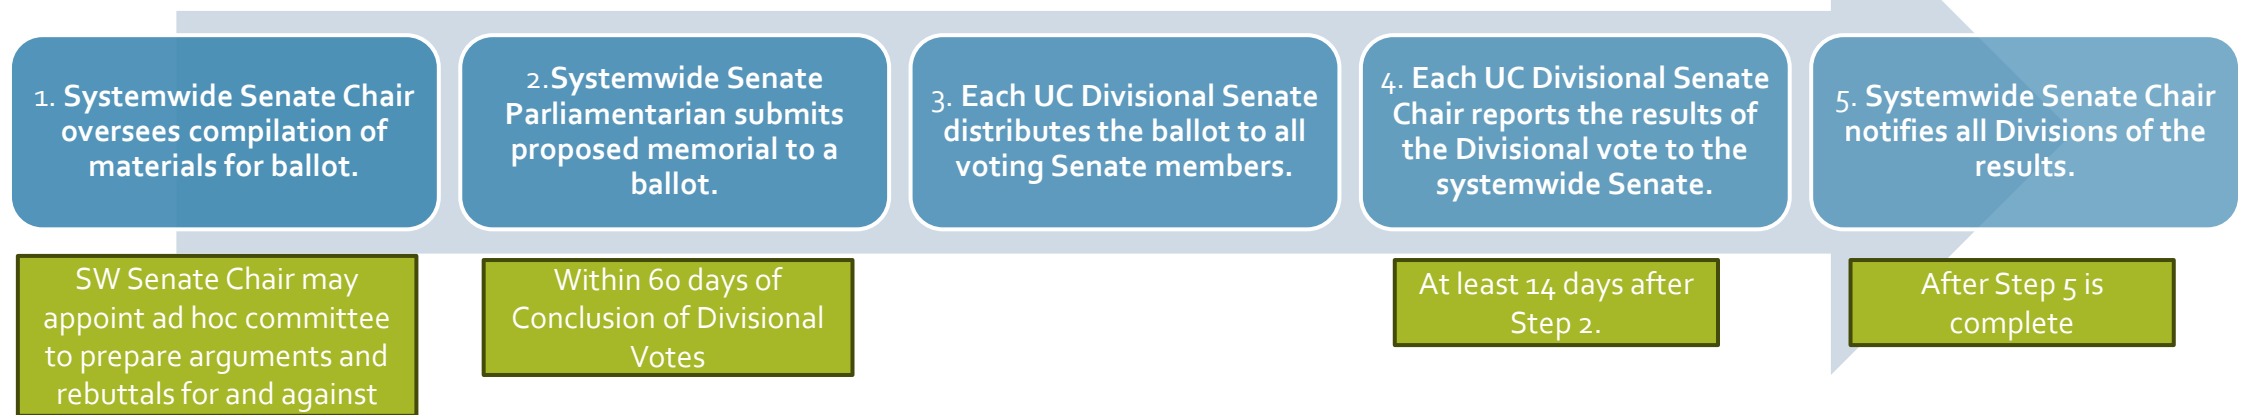 1. Systemwide Senate Chair
oversees compilation of
materials for ballot.
2.Systemwide Senate
Parliamentarian submits
proposed memorial to a
ballot.
3. Each UC Divisional Senate
distributes the ballot to all
voting Senate members.
4. Each UC Divisional Senate
Chair reports the results of
the Divisional vote to the
systemwide Senate.
5. Systemwide Senate Chair
notifies all Divisions of the
results.
SW Senate Chair may
appoint ad hoc committee
to prepare arguments and
rebuttals for and against
Within 60 days of
Conclusion of Divisional
Votes
At least 14 days after
Step 2.
After Step 5 is
complete